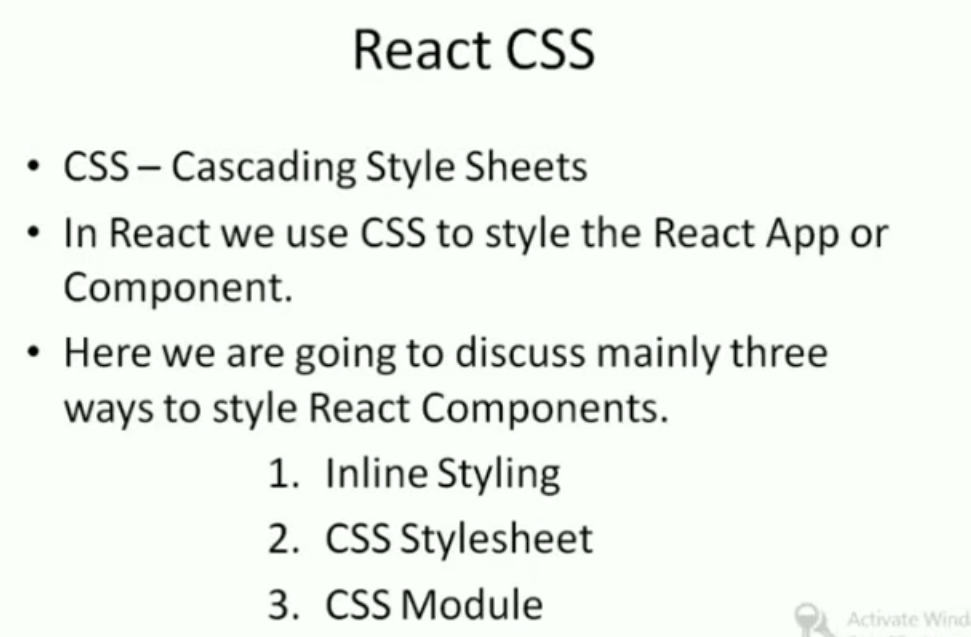 React CSS
• CSS – Cascading Style Sheets
• In React we use CSS to style the React App or
Component.
• Here we are going to discuss mainly three
ways to style React Components.
1. Inline Styling
2. CSS Stylesheet
3. CSS Module
Activate Wind